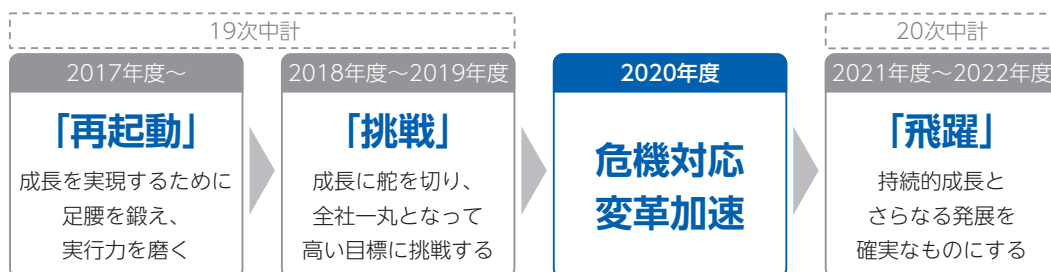 19次中計
20次中計
2017年度～
「再起動」
成長を実現するために
足腰を鍛え、
実行力を磨く
2018年度～2019年度
「挑戦」
成長に舵を切り、
全社一丸となって
高い目標に挑戦する
2020年度
危機対応
変革加速
2021年度～2022年度
「飛躍」
持続的成長と
さらなる発展を
確実なものにする